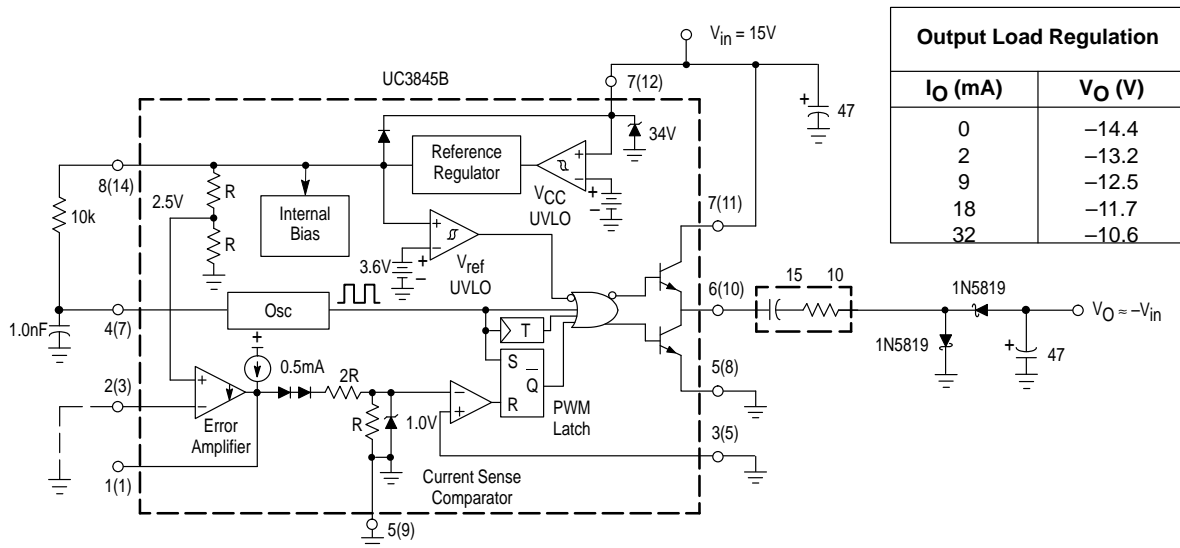 V_in = 15V
Output Load Regulation
I_O (mA) V_O (V)
0 –14.4
2 –13.2
9 –12.5
18 –11.7
32 –10.6
UC3845B
7(12)
+
47
34V
Reference
Regulator
+
–
+
–
V_CC
UVLO
8(14)
R
2.5V
Internal
Bias
R
10k
+
–
3.6V
+
–
V_ref
UVLO
7(11)
15 10
6(10)
1N5819
V_O ≈ –V_in
Osc
4(7)
1.0nF
T
1N5819
+
47
+
0.5mA
S
Q
R
5(8)
2(3)
+
–
2R
–
+
R
1.0V
PWM
Latch
Error
Amplifier
3(5)
1(1)
Current Sense
Comparator
5(9)